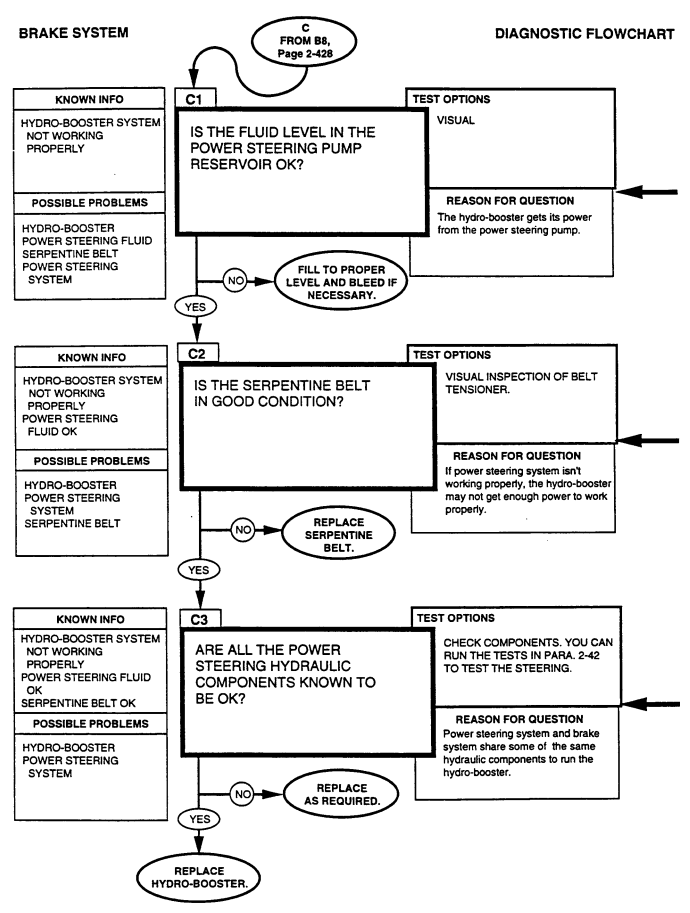 BRAKE SYSTEM
C
FROM B8,
Page 2-428
DIAGNOSTIC FLOWCHART
KNOWN INFO
HYDRO-BOOSTER SYSTEM
NOT WORKING
PROPERLY
POSSIBLE PROBLEMS
HYDRO-BOOSTER
POWER STEERING FLUID
SERPENTINE BELT
POWER STEERING
SYSTEM
C1
IS THE FLUID LEVEL IN THE
POWER STEERING PUMP
RESERVOIR OK?
TEST OPTIONS
VISUAL
REASON FOR QUESTION
The hydro-booster gets its power
from the power steering pump.
NO
FILL TO PROPER
LEVEL AND BLEED IF
NECESSARY.
YES
KNOWN INFO
HYDRO-BOOSTER SYSTEM
NOT WORKING
PROPERLY
POWER STEERING
FLUID OK
POSSIBLE PROBLEMS
HYDRO-BOOSTER
POWER STEERING
SYSTEM
SERPENTINE BELT
C2
IS THE SERPENTINE BELT
IN GOOD CONDITION?
TEST OPTIONS
VISUAL INSPECTION OF BELT
TENSIONER.
REASON FOR QUESTION
If power steering system isn't
working properly, the hydro-booster
may not get enough power to work
properly.
NO
REPLACE
SERPENTINE
BELT.
YES
KNOWN INFO
HYDRO-BOOSTER SYSTEM
NOT WORKING
PROPERLY
POWER STEERING FLUID
OK
SERPENTINE BELT OK
POSSIBLE PROBLEMS
HYDRO-BOOSTER
POWER STEERING
SYSTEM
C3
ARE ALL THE POWER
STEERING HYDRAULIC
COMPONENTS KNOWN TO
BE OK?
TEST OPTIONS
CHECK COMPONENTS. YOU CAN
RUN THE TESTS IN PARA. 2-42
TO TEST THE STEERING.
REASON FOR QUESTION
Power steering system and brake
system share some of the same
hydraulic components to run the
hydro-booster.
NO
REPLACE
AS REQUIRED.
YES
REPLACE
HYDRO-BOOSTER.